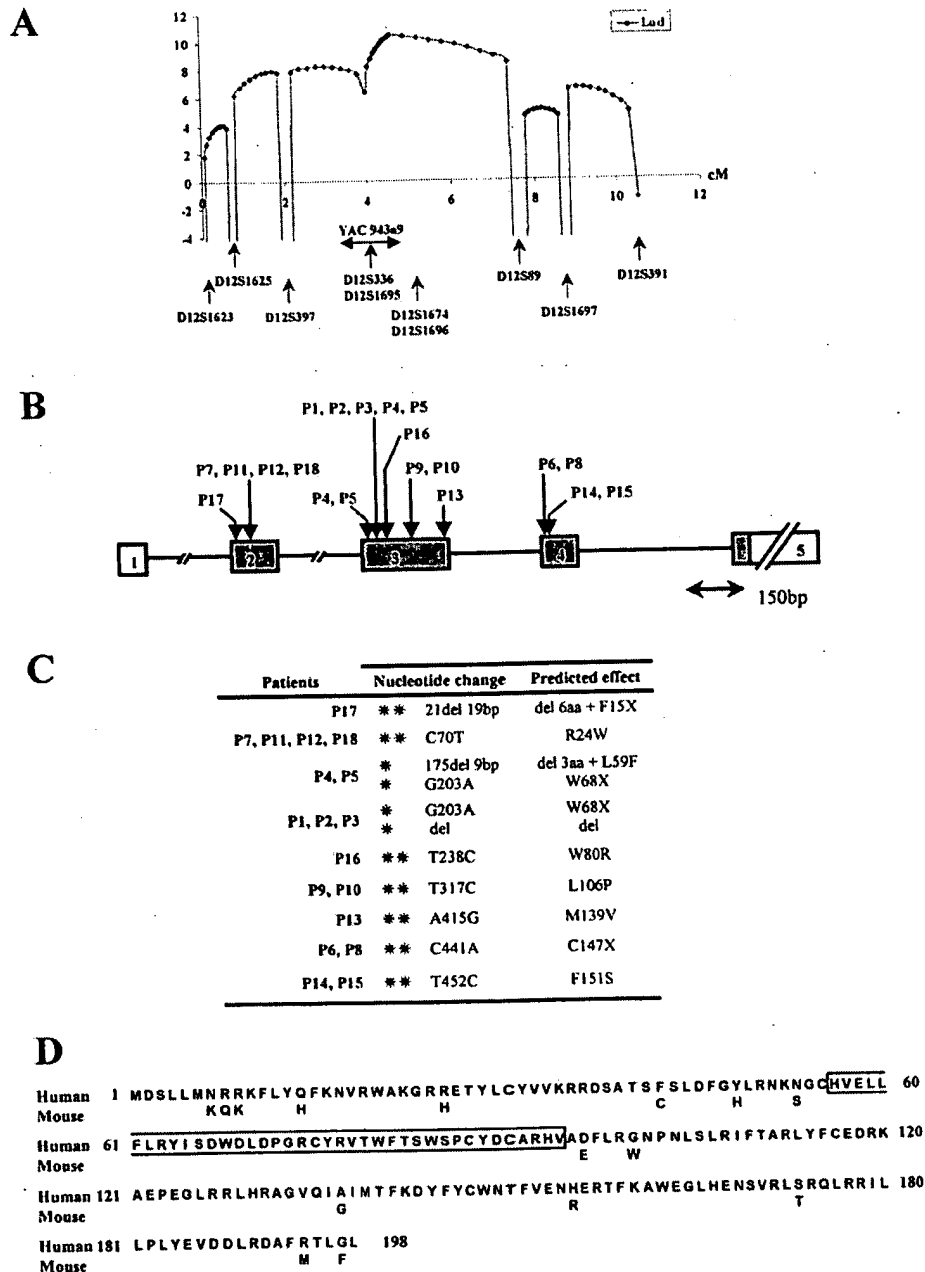 A
12
10
8
6
4
2
0
-2
-4
Lod
cM
0 2 4 6 8 10 12
YAC 943a9
D12S1625
D12S336
D12S1695
D12S89
D12S391
D12S1623
D12S397
D12S1674
D12S1696
D12S1697
B
P1, P2, P3, P4, P5
P16
P7, P11, P12, P18
P9, P10
P6, P8
P17
P4, P5
P13
P14, P15
1 2 3 4 5
150bp
C
Patients Nucleotide change Predicted effect
P17 ** 21del 19bp del 6aa + F15X
P7, P11, P12, P18 ** C70T R24W
P4, P5 * 175del 9bp del 3aa + L59F
* G203A W68X
P1, P2, P3 * G203A W68X
* del del
P16 ** T238C W80R
P9, P10 ** T317C L106P
P13 ** A415G M139V
P6, P8 ** C441A C147X
P14, P15 ** T452C F151S
D
Human 1 MDSLLMNRRKFLYQFKNVRWAKGRRETYLCYVVKRRDSATSFSLDFGYLRNKNGCHVELL 60
Mouse K Q K H H C H S
Human 61 FLRYISDWDLDPGRCYRVTWFTSWSPCYDCARHVADFLRGNPNLSLRIFTARLYFCEDRK 120
Mouse E W
Human 121 AEPEGLRRLHRAGVQIAIMTFKDYFYCWNTFVENHERTFKAWEGLHENSVRLSRQLRRIL 180
Mouse G R T
Human 181 LPLYEVDDLRDAFRTLGL 198
Mouse M F